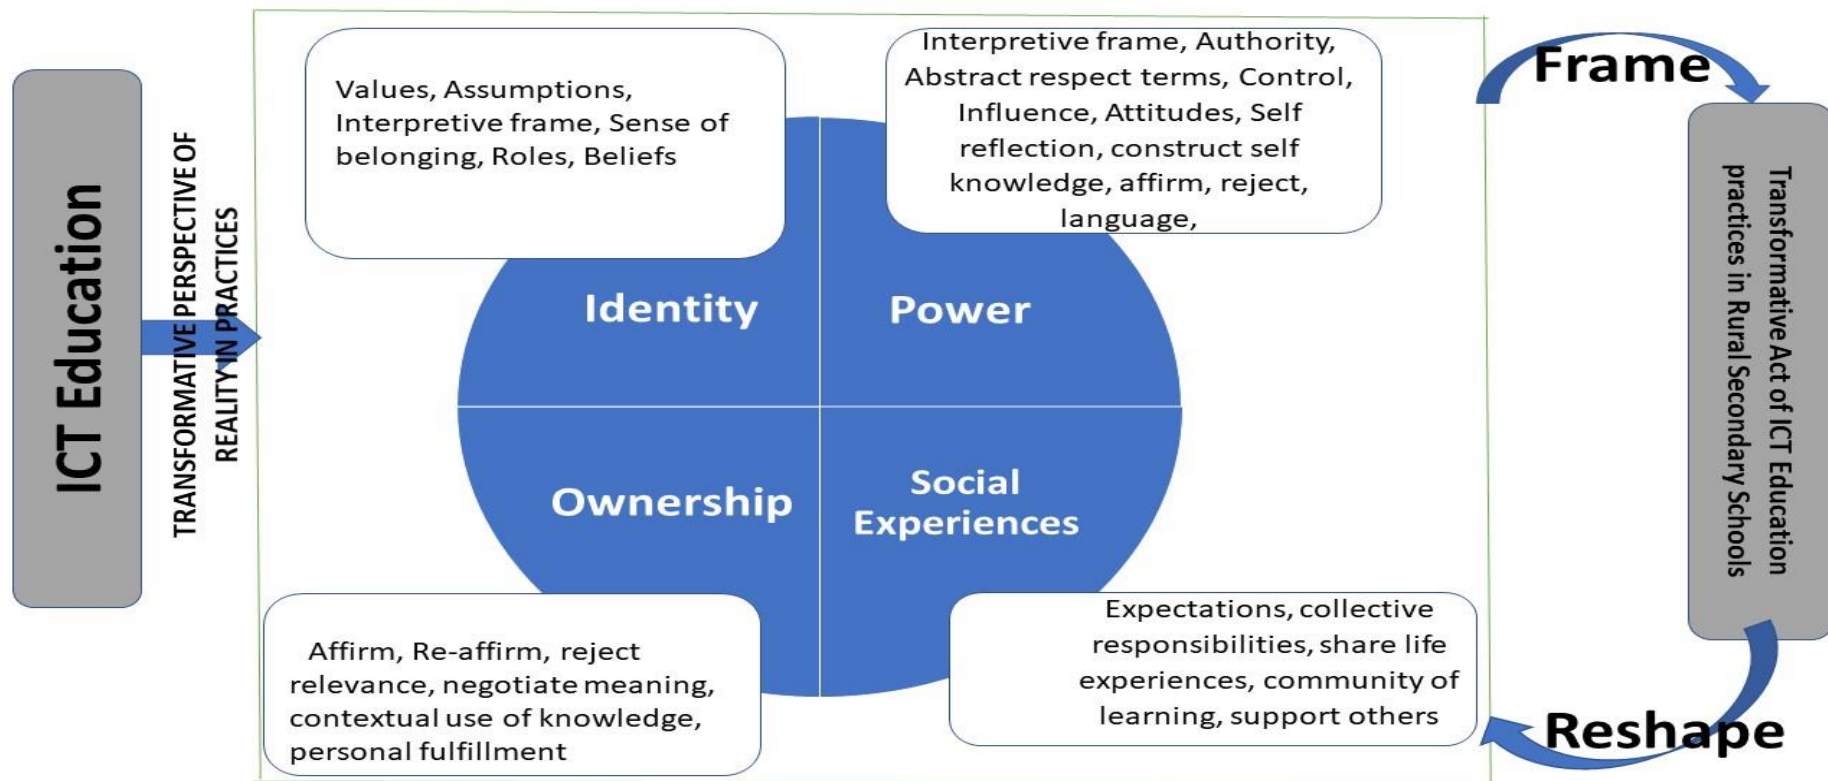 ICT Education
TRANSFORMATIVE PERSPECTIVE OF
REALITY IN PRACTICES
Values, Assumptions,
Interpretive frame, Sense of
belonging, Roles, Beliefs
Interpretive frame, Authority,
Abstract respect terms, Control,
Influence, Attitudes, Self
reflection, construct self
knowledge, affirm, reject,
language,
Identity
Power
Ownership
Social
Experiences
Affirm, Re-affirm, reject
relevance, negotiate meaning,
contextual use of knowledge,
personal fulfillment
Expectations, collective
responsibilities, share life
experiences, community of
learning, support others
Frame
Transformative Act of ICT Education
practices in Rural Secondary Schools
Reshape